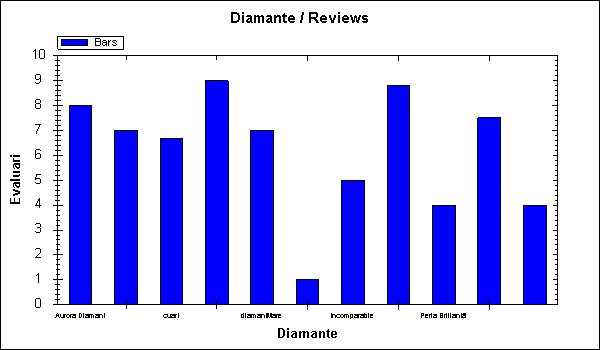 Diamante / Reviews
Bars
Evaluari
10
9
8
7
6
5
4
3
2
1
0
Aurora Diamant
cuart
diamantMare
Incomparable
Perla Briliantă
Diamante